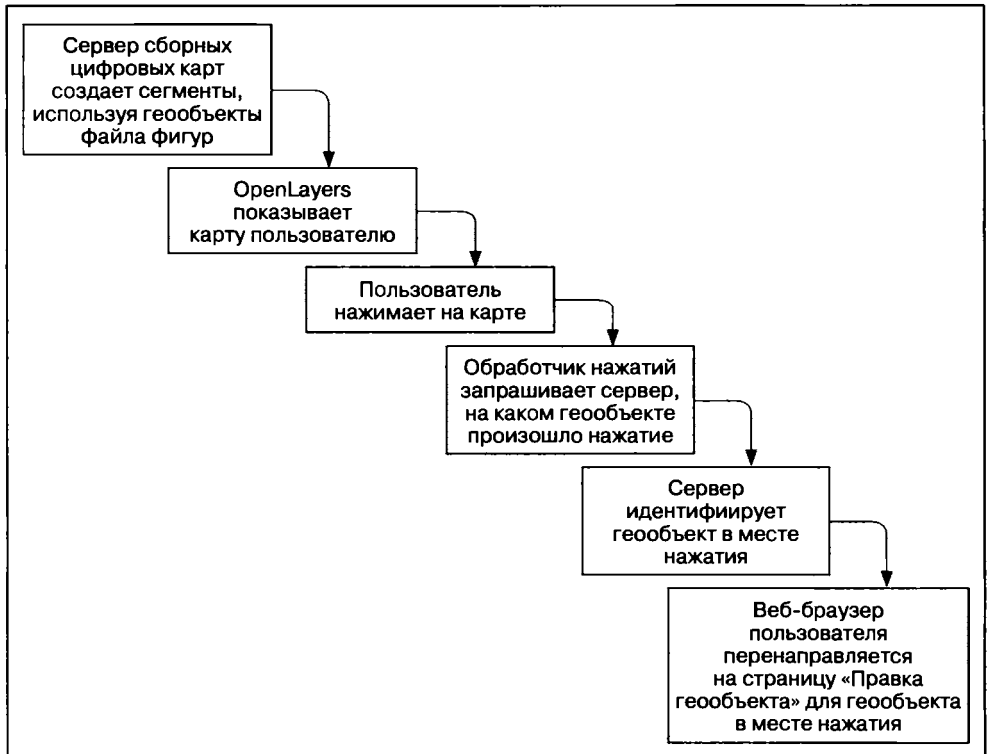 Сервер сборных
цифровых карт
создает сегменты,
используя геообъекты
файла фигур
OpenLayers
показывает
карту пользователю
Пользователь
нажимает на карте
Обработчик нажатий
запрашивает сервер,
на каком геообъекте
произошло нажатие
Сервер
идентифиирует
геообъект в месте
нажатия
Веб-браузер
пользователя
перенаправляется
на страницу «Правка
геообъекта» для геообъекта
в месте нажатия